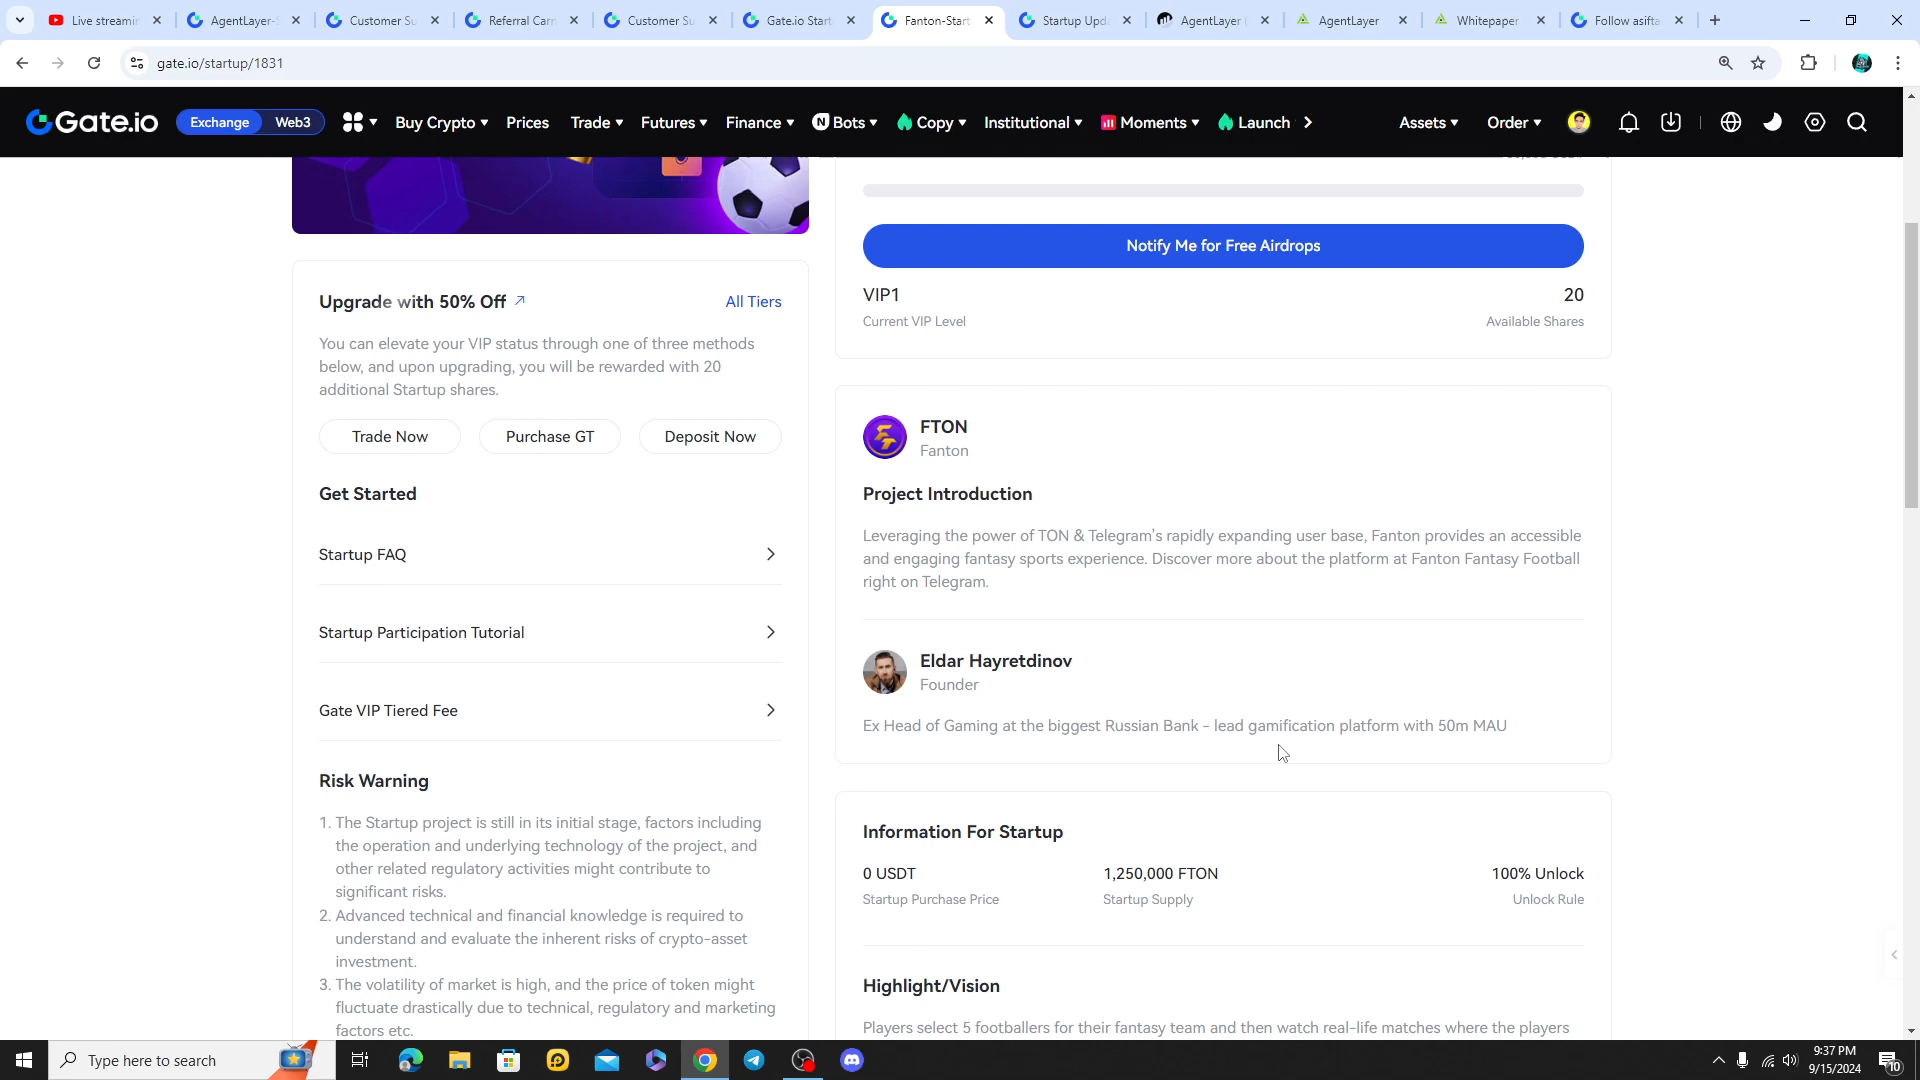 Live streamin
AgentLayer-S
Customer Su
Referral Carn
Customer Su
Gate.io Start
Fanton-Start
Startup Upda
AgentLayer (
AgentLayer
Whitepaper
Follow asifta
gate.io/startup/1831
Gate.io
Exchange
Web3
Buy Crypto
Prices
Trade
Futures
Finance
Bots
Copy
Institutional
Moments
Launch
Assets
Order
Notify Me for Free Airdrops
VIP1
20
Current VIP Level
Available Shares
Upgrade with 50% Off
All Tiers
You can elevate your VIP status through one of three methods
below, and upon upgrading, you will be rewarded with 20
additional Startup shares.
Trade Now
Purchase GT
Deposit Now
Get Started
Startup FAQ
Startup Participation Tutorial
Gate VIP Tiered Fee
Risk Warning
1. The Startup project is still in its initial stage, factors including
the operation and underlying technology of the project, and
other related regulatory activities might contribute to
significant risks.
2. Advanced technical and financial knowledge is required to
understand and evaluate the inherent risks of crypto-asset
investment.
3. The volatility of market is high, and the price of token might
fluctuate drastically due to technical, regulatory and marketing
factors etc.
FTON
Fanton
Project Introduction
Leveraging the power of TON & Telegram's rapidly expanding user base, Fanton provides an accessible
and engaging fantasy sports experience. Discover more about the platform at Fanton Fantasy Football
right on Telegram.
Eldar Hayretdinov
Founder
Ex Head of Gaming at the biggest Russian Bank - lead gamification platform with 50m MAU
Information For Startup
0 USDT
1,250,000 FTON
100% Unlock
Startup Purchase Price
Startup Supply
Unlock Rule
Highlight/Vision
Players select 5 footballers for their fantasy team and then watch real-life matches where the players
Type here to search
9:37 PM
9/15/2024
10